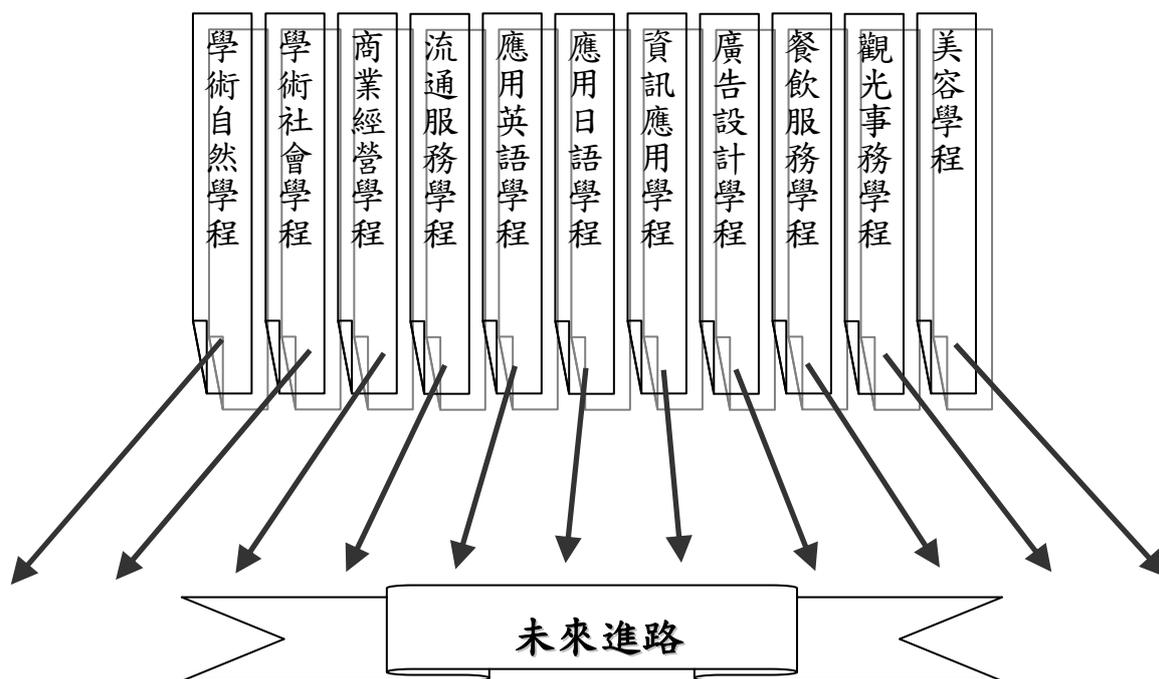 學術自然學程
學術社會學程
商業經營學程
流通服務學程
應用英語學程
應用日語學程
資訊應用學程
廣告設計學程
餐飲服務學程
觀光事務學程
美容學程
未來進路